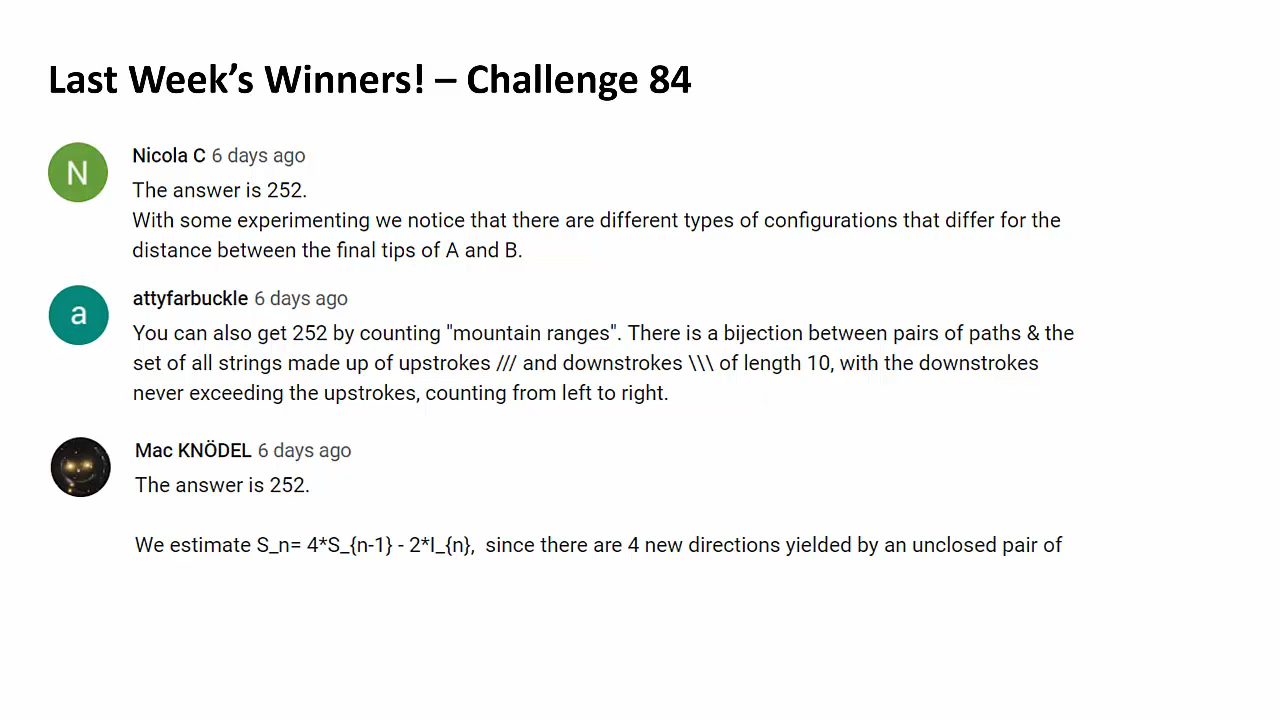 Last Week’s Winners! – Challenge 84
N
Nicola C 6 days ago
The answer is 252.
With some experimenting we notice that there are different types of configurations that differ for the
distance between the final tips of A and B.
a
attyfarbuckle 6 days ago
You can also get 252 by counting "mountain ranges". There is a bijection between pairs of paths & the
set of all strings made up of upstrokes /// and downstrokes \\\ of length 10, with the downstrokes
never exceeding the upstrokes, counting from left to right.
Mac KNÖDEL 6 days ago
The answer is 252.
We estimate S_n= 4*S_{n-1} - 2*I_{n}, since there are 4 new directions yielded by an unclosed pair of